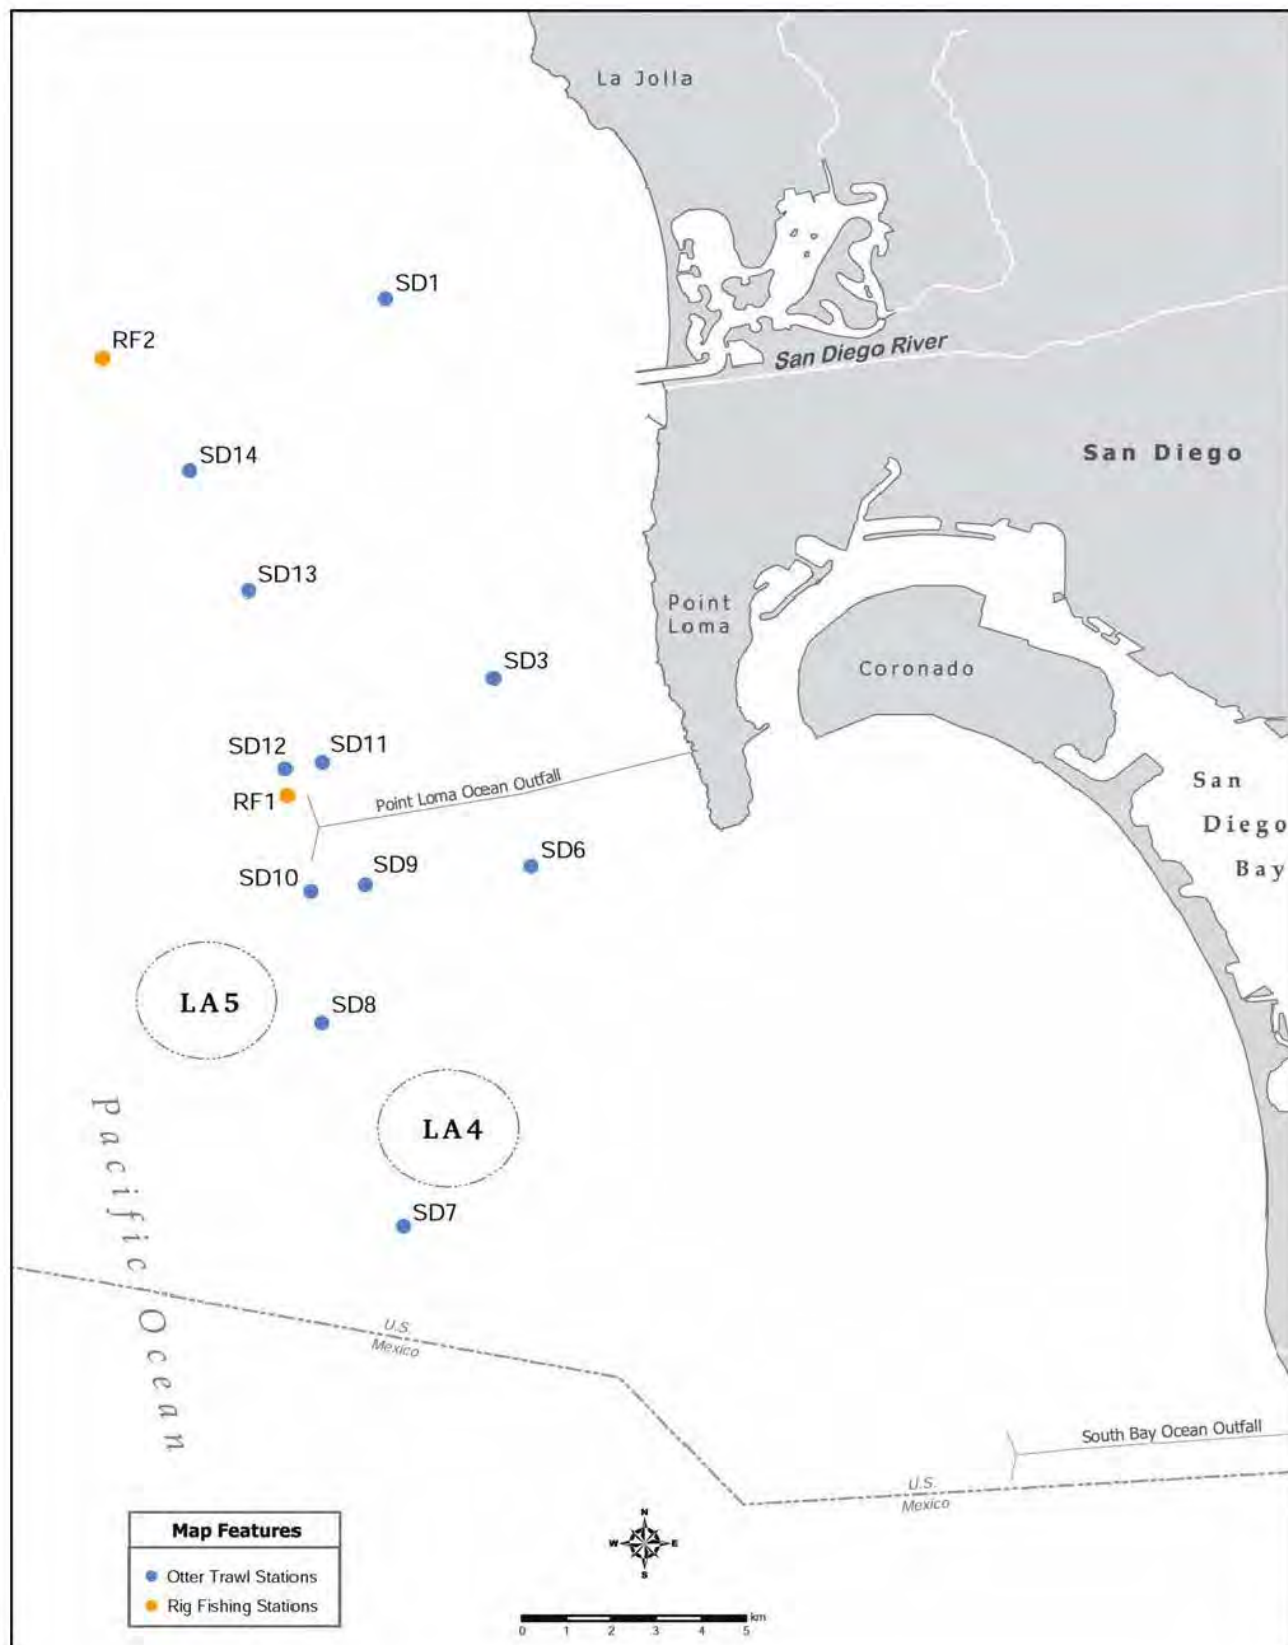 La Jolla
SD1
RF2
San Diego River
SD14
San Diego
SD13
Point
Loma
SD3
Coronado
SD12
SD11
RF1
Point Loma Ocean Outfall
San
Diego
Bay
SD10
SD9
SD6
LA5
SD8
LA4
SD7
Pacific Ocean
U.S.
Mexico
South Bay Ocean Outfall
U.S.
Mexico
Map Features
Otter Trawl Stations
Rig Fishing Stations
N
W E
S
km
0 1 2 3 4 5